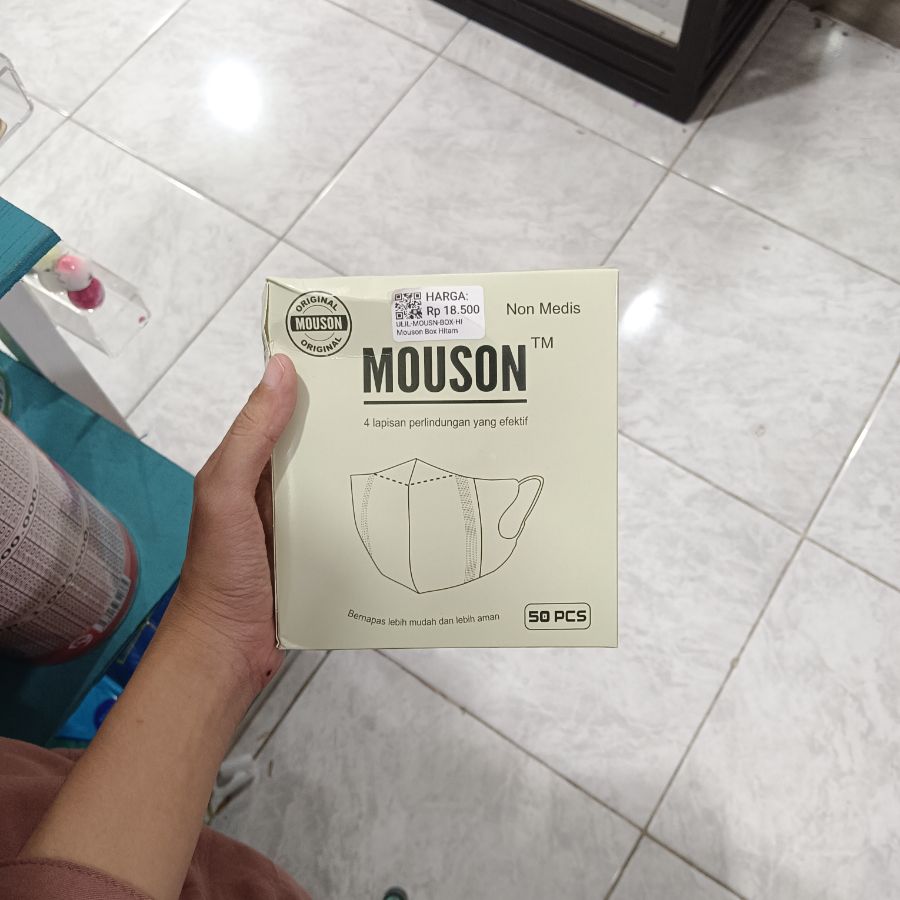 ORIGINAL
MOUSON
ORIGINAL
HARGA:
Rp 18.500
ULIL-MOUSN-BOX-HI
Mouson Box Hitam
Non Medis
MOUSON™
4 lapisan perlindungan yang efektif
Bernapas lebih mudah dan lebih aman
50 PCS